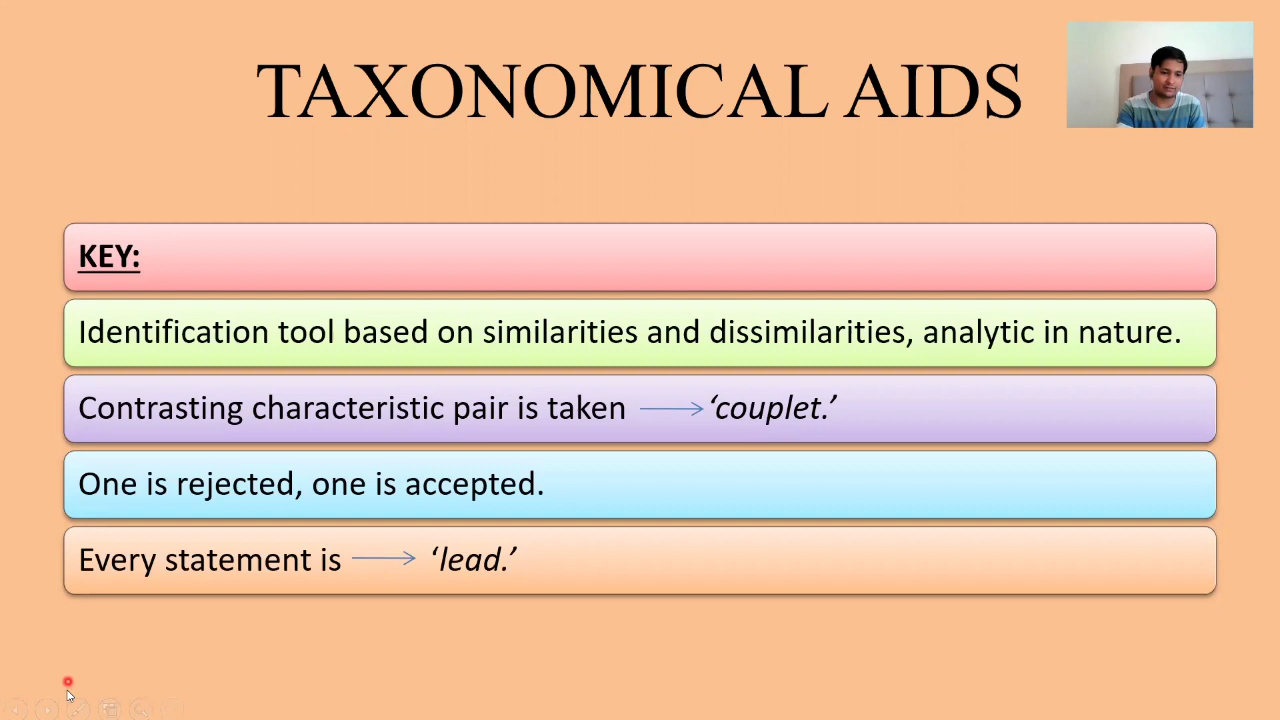 TAXONOMICAL AIDS
KEY:
Identification tool based on similarities and dissimilarities, analytic in nature.
Contrasting characteristic pair is taken → ‘couplet.’
One is rejected, one is accepted.
Every statement is → ‘lead.’